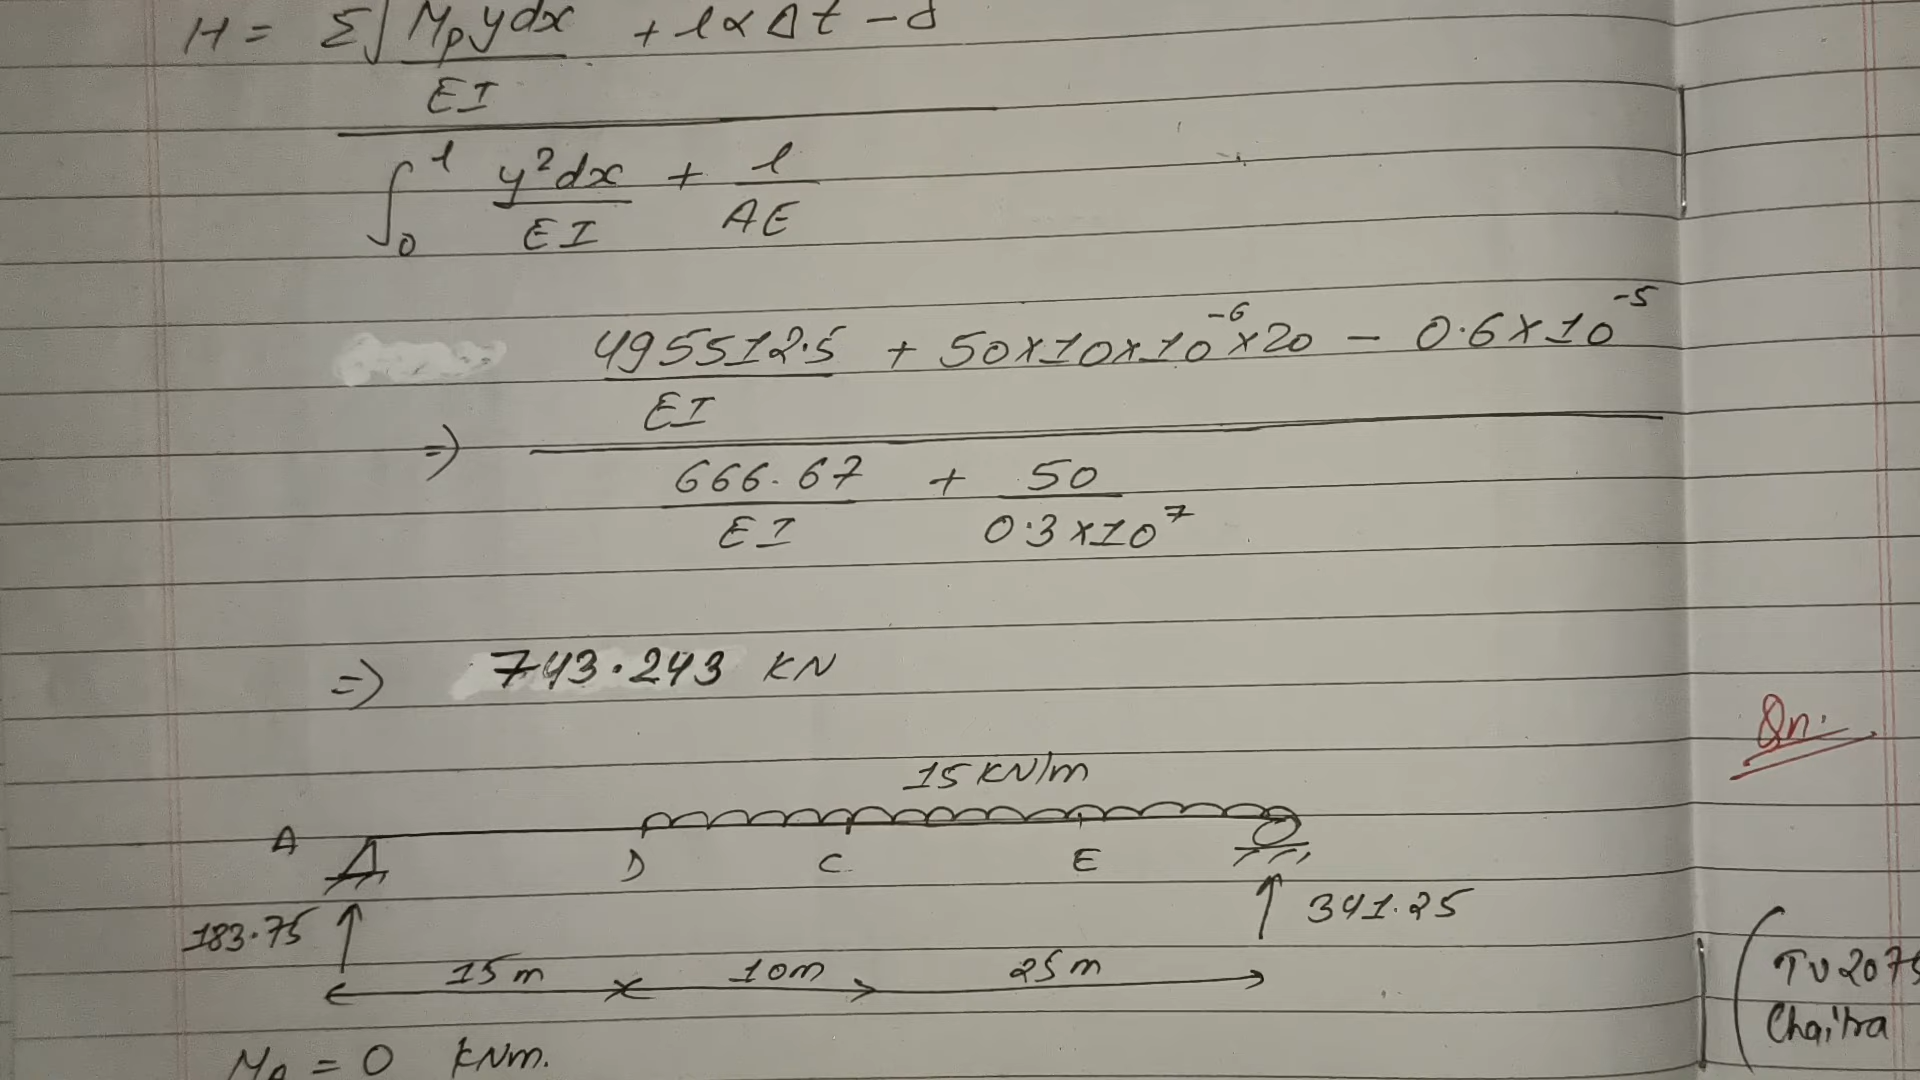 H = Σ∫ Mp y dx + l α Δt - δ
EI
∫₀ˡ y²dx + l
EI AE
495512.5 + 50×10×10⁻⁶×20 - 0.6×10⁻⁵
EI
⇒
666.67 + 50
EI 0.3×10⁷
⇒ 743.243 KN
Qn.
15 KN/m
A D C E
183.75 341.25
15m 10m 25m
TU 2075
Chaitra
MA = 0 KNm.